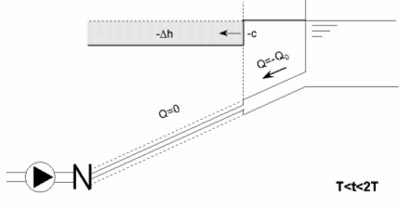 -Δh
-c
Q=-Q₀
Q=0
N
T<t<2T